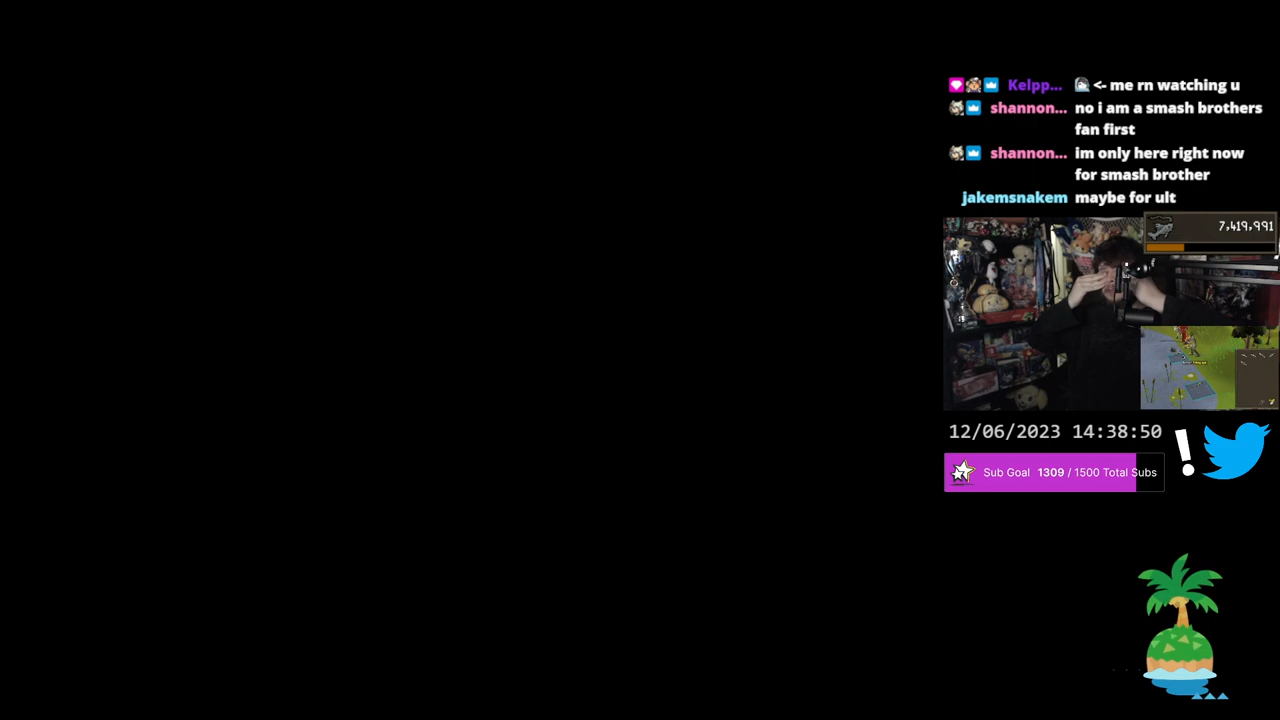 Kelpp... <- me rn watching u
shannon... no i am a smash brothers
fan first
shannon... im only here right now
for smash brother
jakemsnakem maybe for ult
7,419,991
12/06/2023 14:38:50
!
Sub Goal 1309 / 1500 Total Subs